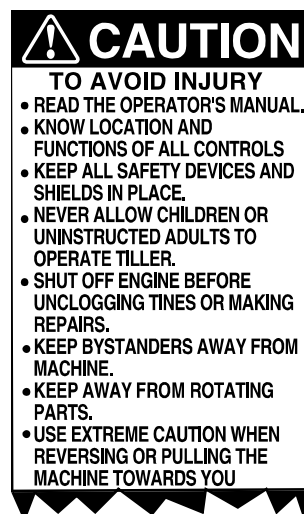 CAUTION
TO AVOID INJURY
• READ THE OPERATOR'S MANUAL.
• KNOW LOCATION AND
FUNCTIONS OF ALL CONTROLS
• KEEP ALL SAFETY DEVICES AND
SHIELDS IN PLACE.
• NEVER ALLOW CHILDREN OR
UNINSTRUCTED ADULTS TO
OPERATE TILLER.
• SHUT OFF ENGINE BEFORE
UNCLOGGING TINES OR MAKING
REPAIRS.
• KEEP BYSTANDERS AWAY FROM
MACHINE.
• KEEP AWAY FROM ROTATING
PARTS.
• USE EXTREME CAUTION WHEN
REVERSING OR PULLING THE
MACHINE TOWARDS YOU